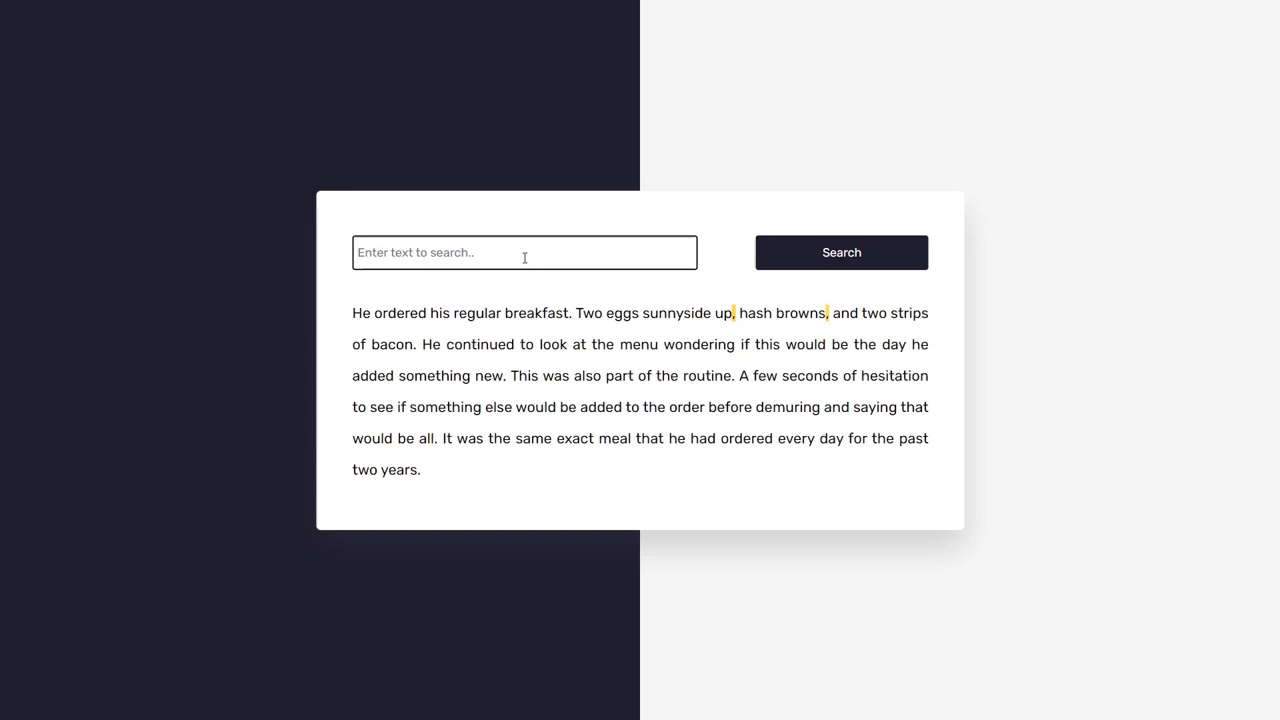 Enter text to search..
Search
He ordered his regular breakfast. Two eggs sunnyside up, hash browns, and two strips
of bacon. He continued to look at the menu wondering if this would be the day he
added something new. This was also part of the routine. A few seconds of hesitation
to see if something else would be added to the order before demuring and saying that
would be all. It was the same exact meal that he had ordered every day for the past
two years.